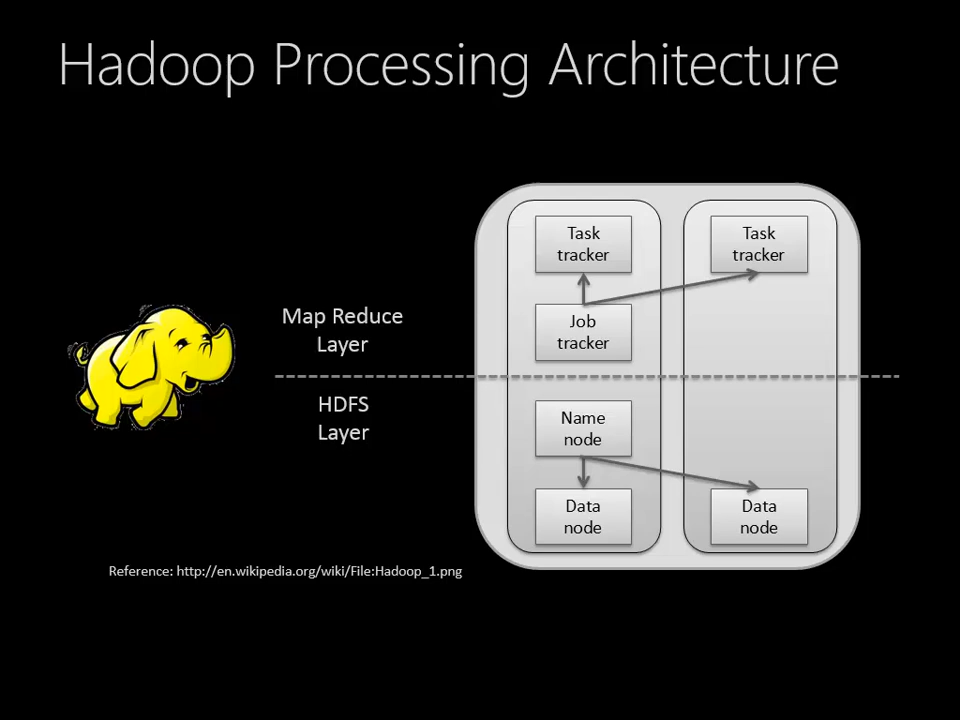 Hadoop Processing Architecture
Task
tracker
Task
tracker
Map Reduce
Layer
Job
tracker
HDFS
Layer
Name
node
Data
node
Data
node
Reference: http://en.wikipedia.org/wiki/File:Hadoop_1.png